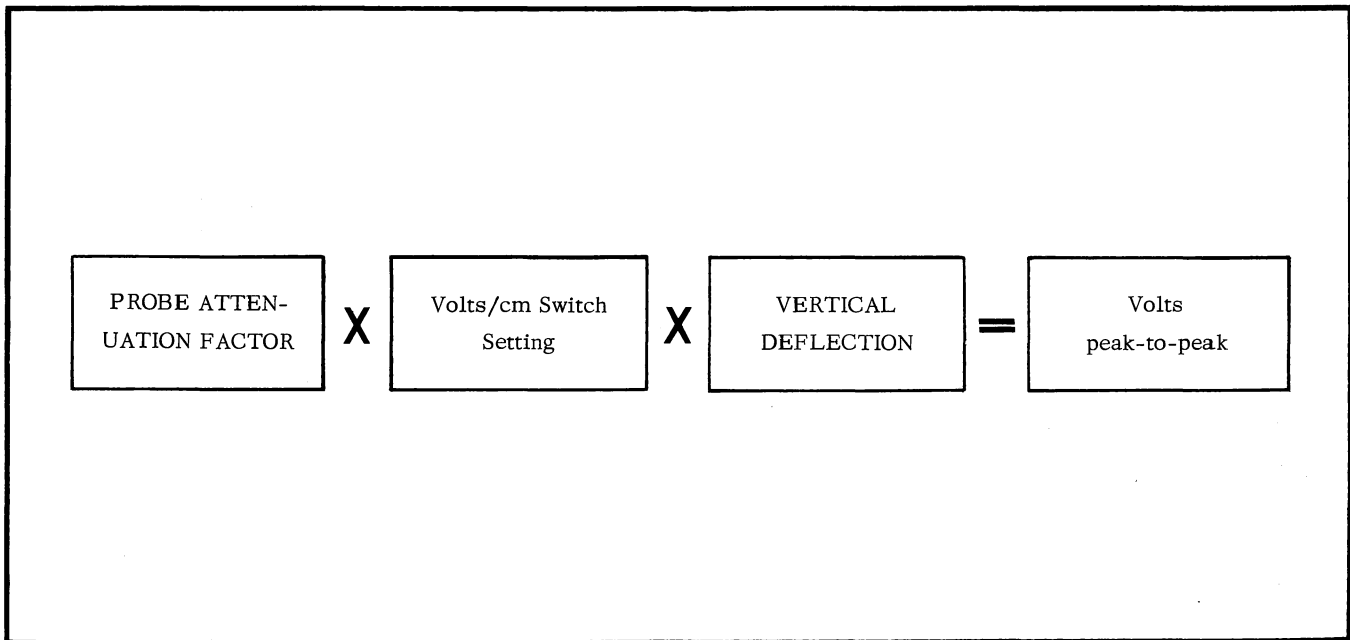 PROBE ATTEN-
UATION FACTOR
X
Volts/cm Switch
Setting
X
VERTICAL
DEFLECTION
=
Volts
peak-to-peak